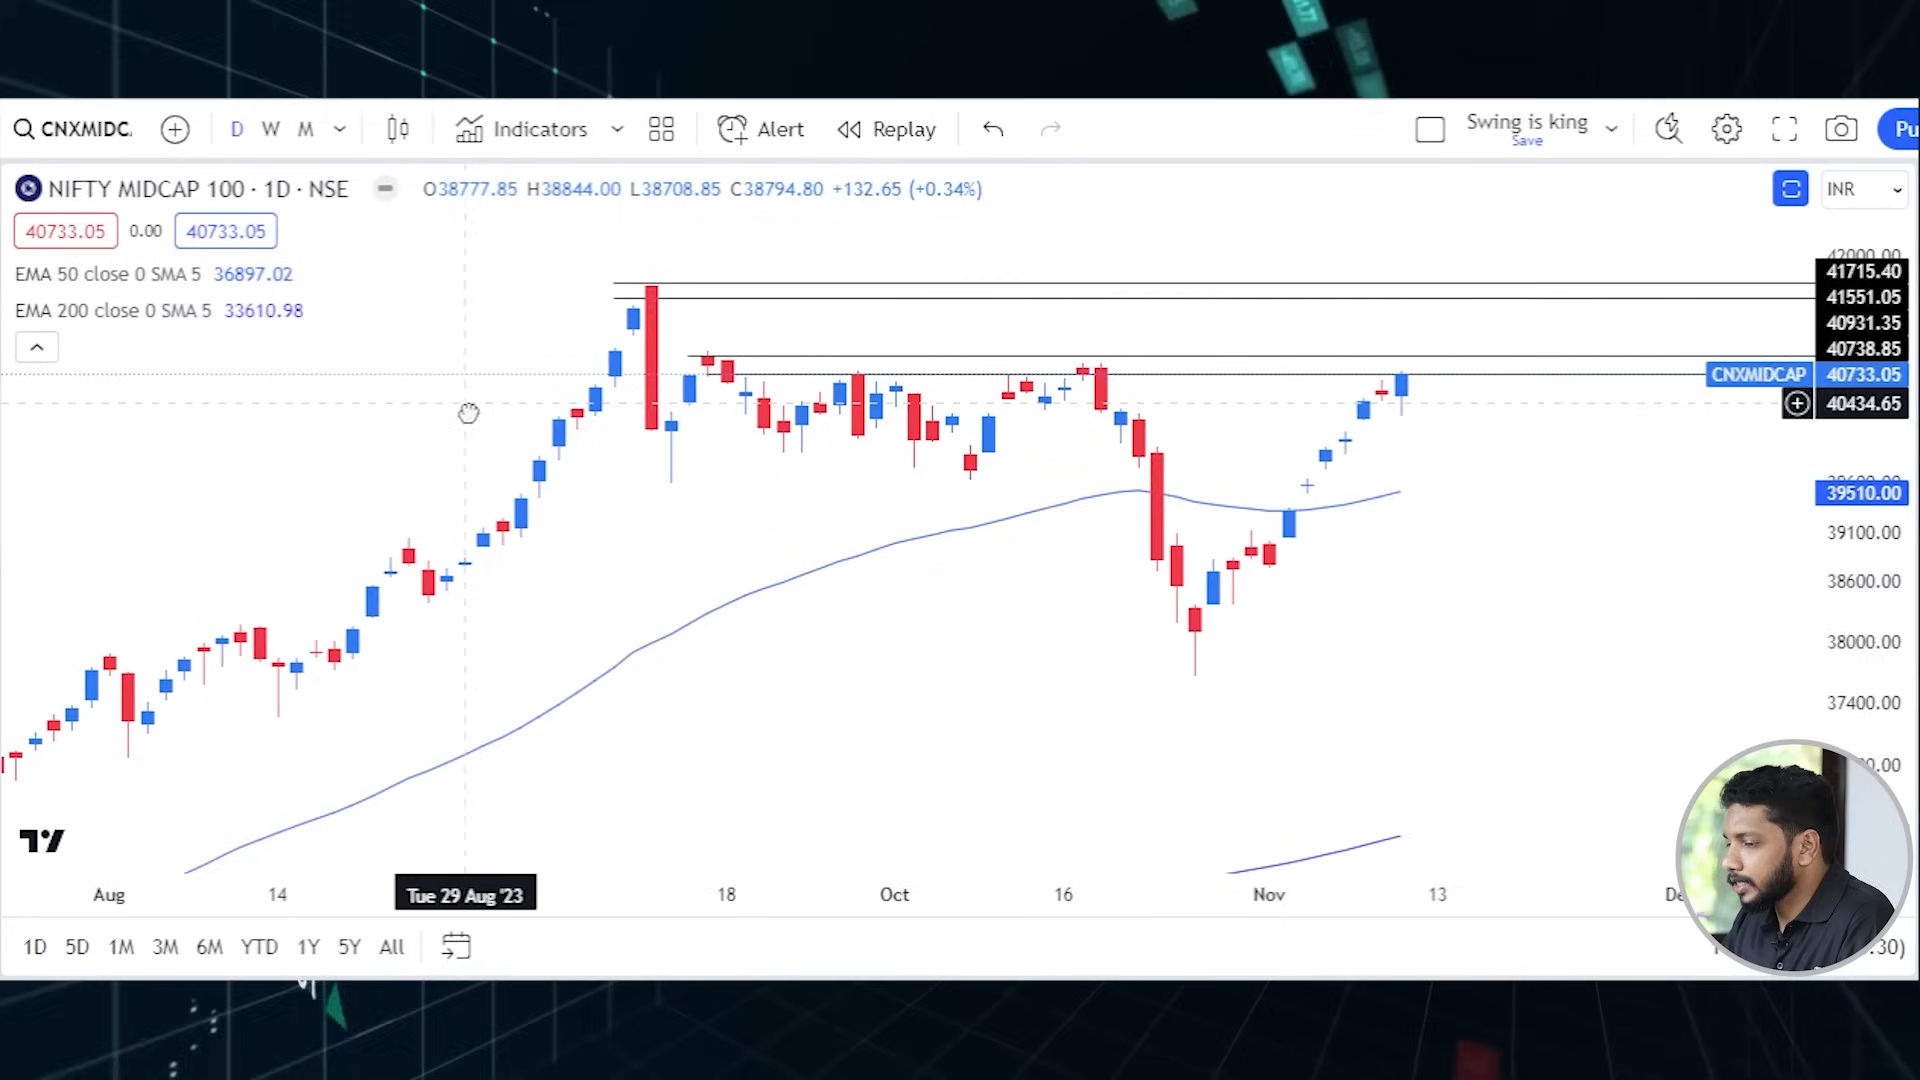 CNXMIDC.
D W M
Indicators
Alert
Replay
Swing is king
Save
Pu
NIFTY MIDCAP 100 · 1D · NSE
O38777.85 H38844.00 L38708.85 C38794.80 +132.65 (+0.34%)
INR
40733.05 0.00 40733.05
EMA 50 close 0 SMA 5 36897.02
EMA 200 close 0 SMA 5 33610.98
42000.00
41715.40
41551.05
40931.35
40738.85
CNXMIDCAP 40733.05
40434.65
39510.00
39100.00
38600.00
38000.00
37400.00
Aug 14 Tue 29 Aug '23 18 Oct 16 Nov 13
1D 5D 1M 3M 6M YTD 1Y 5Y All
:30)